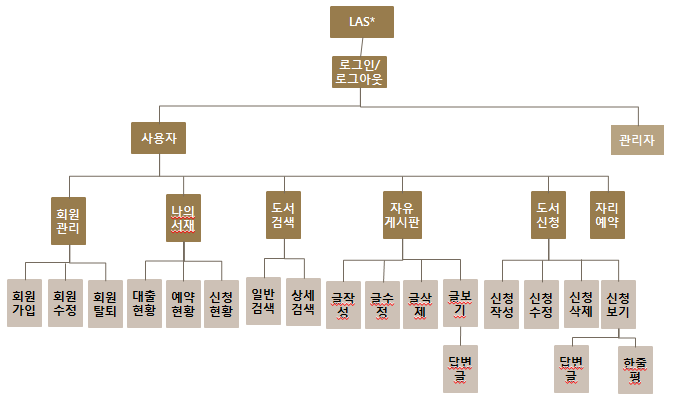 LAS*
로그인/
로그아웃
사용자
관리자
회원
관리
나의
서재
도서
검색
자유
게시판
도서
신청
자리
예약
회원
가입
회원
수정
회원
탈퇴
대출
현황
예약
현황
신청
현황
일반
검색
상세
검색
글작
성
글수
정
글삭
제
글보
기
신청
작성
신청
수정
신청
삭제
신청
보기
답변
글
답변
글
한줄
평